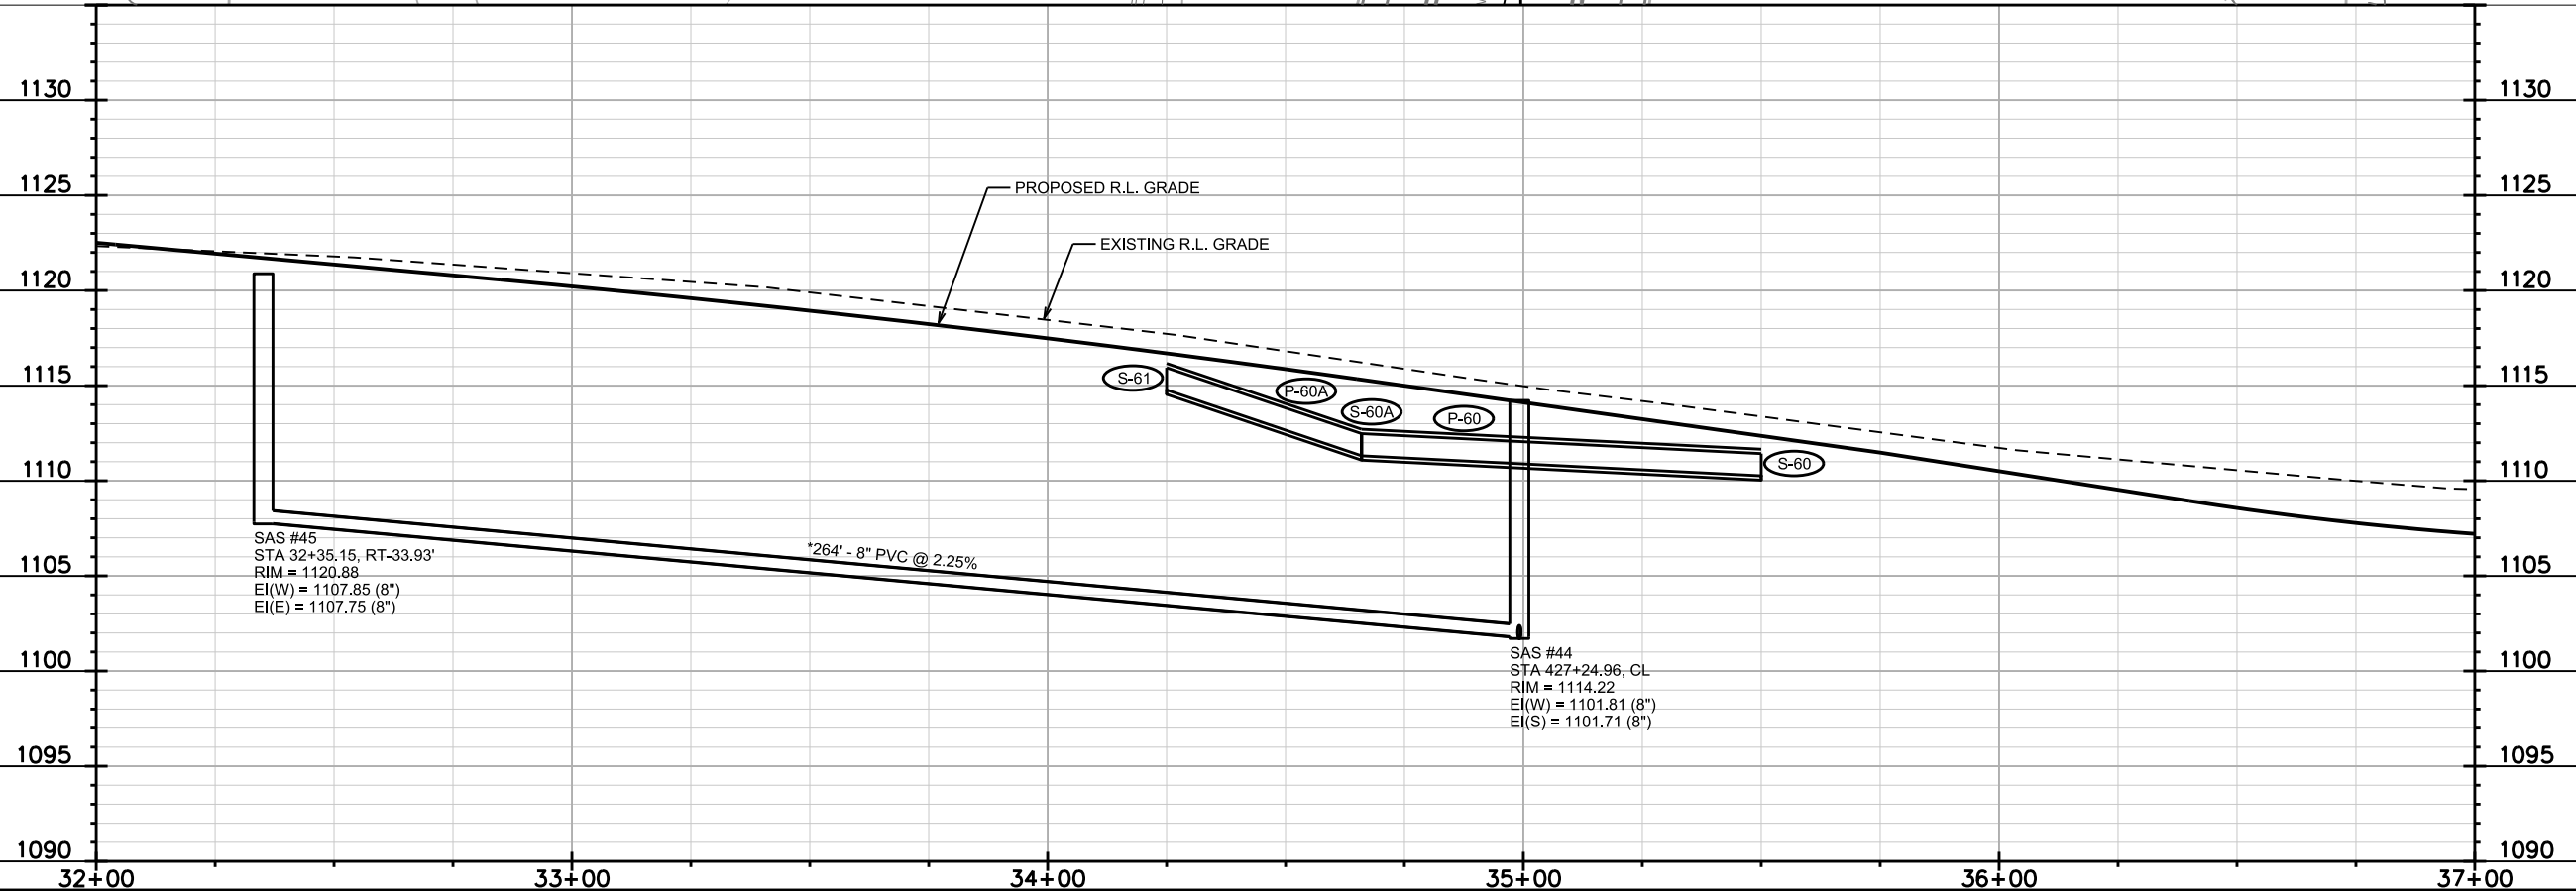 1130 1130
1125 1125
PROPOSED R.L. GRADE
EXISTING R.L. GRADE
1120 1120
1115 1115
S-61
P-60A
S-60A
P-60
S-60
1110 1110
SAS #45
STA 32+35.15, RT-33.93'
RIM = 1120.88
EI(W) = 1107.85 (8")
EI(E) = 1107.75 (8")
*264' - 8" PVC @ 2.25%
1105 1105
1100 1100
SAS #44
STA 427+24.96, CL
RIM = 1114.22
EI(W) = 1101.81 (8")
EI(S) = 1101.71 (8")
1095 1095
1090 1090
32+00 33+00 34+00 35+00 36+00 37+00